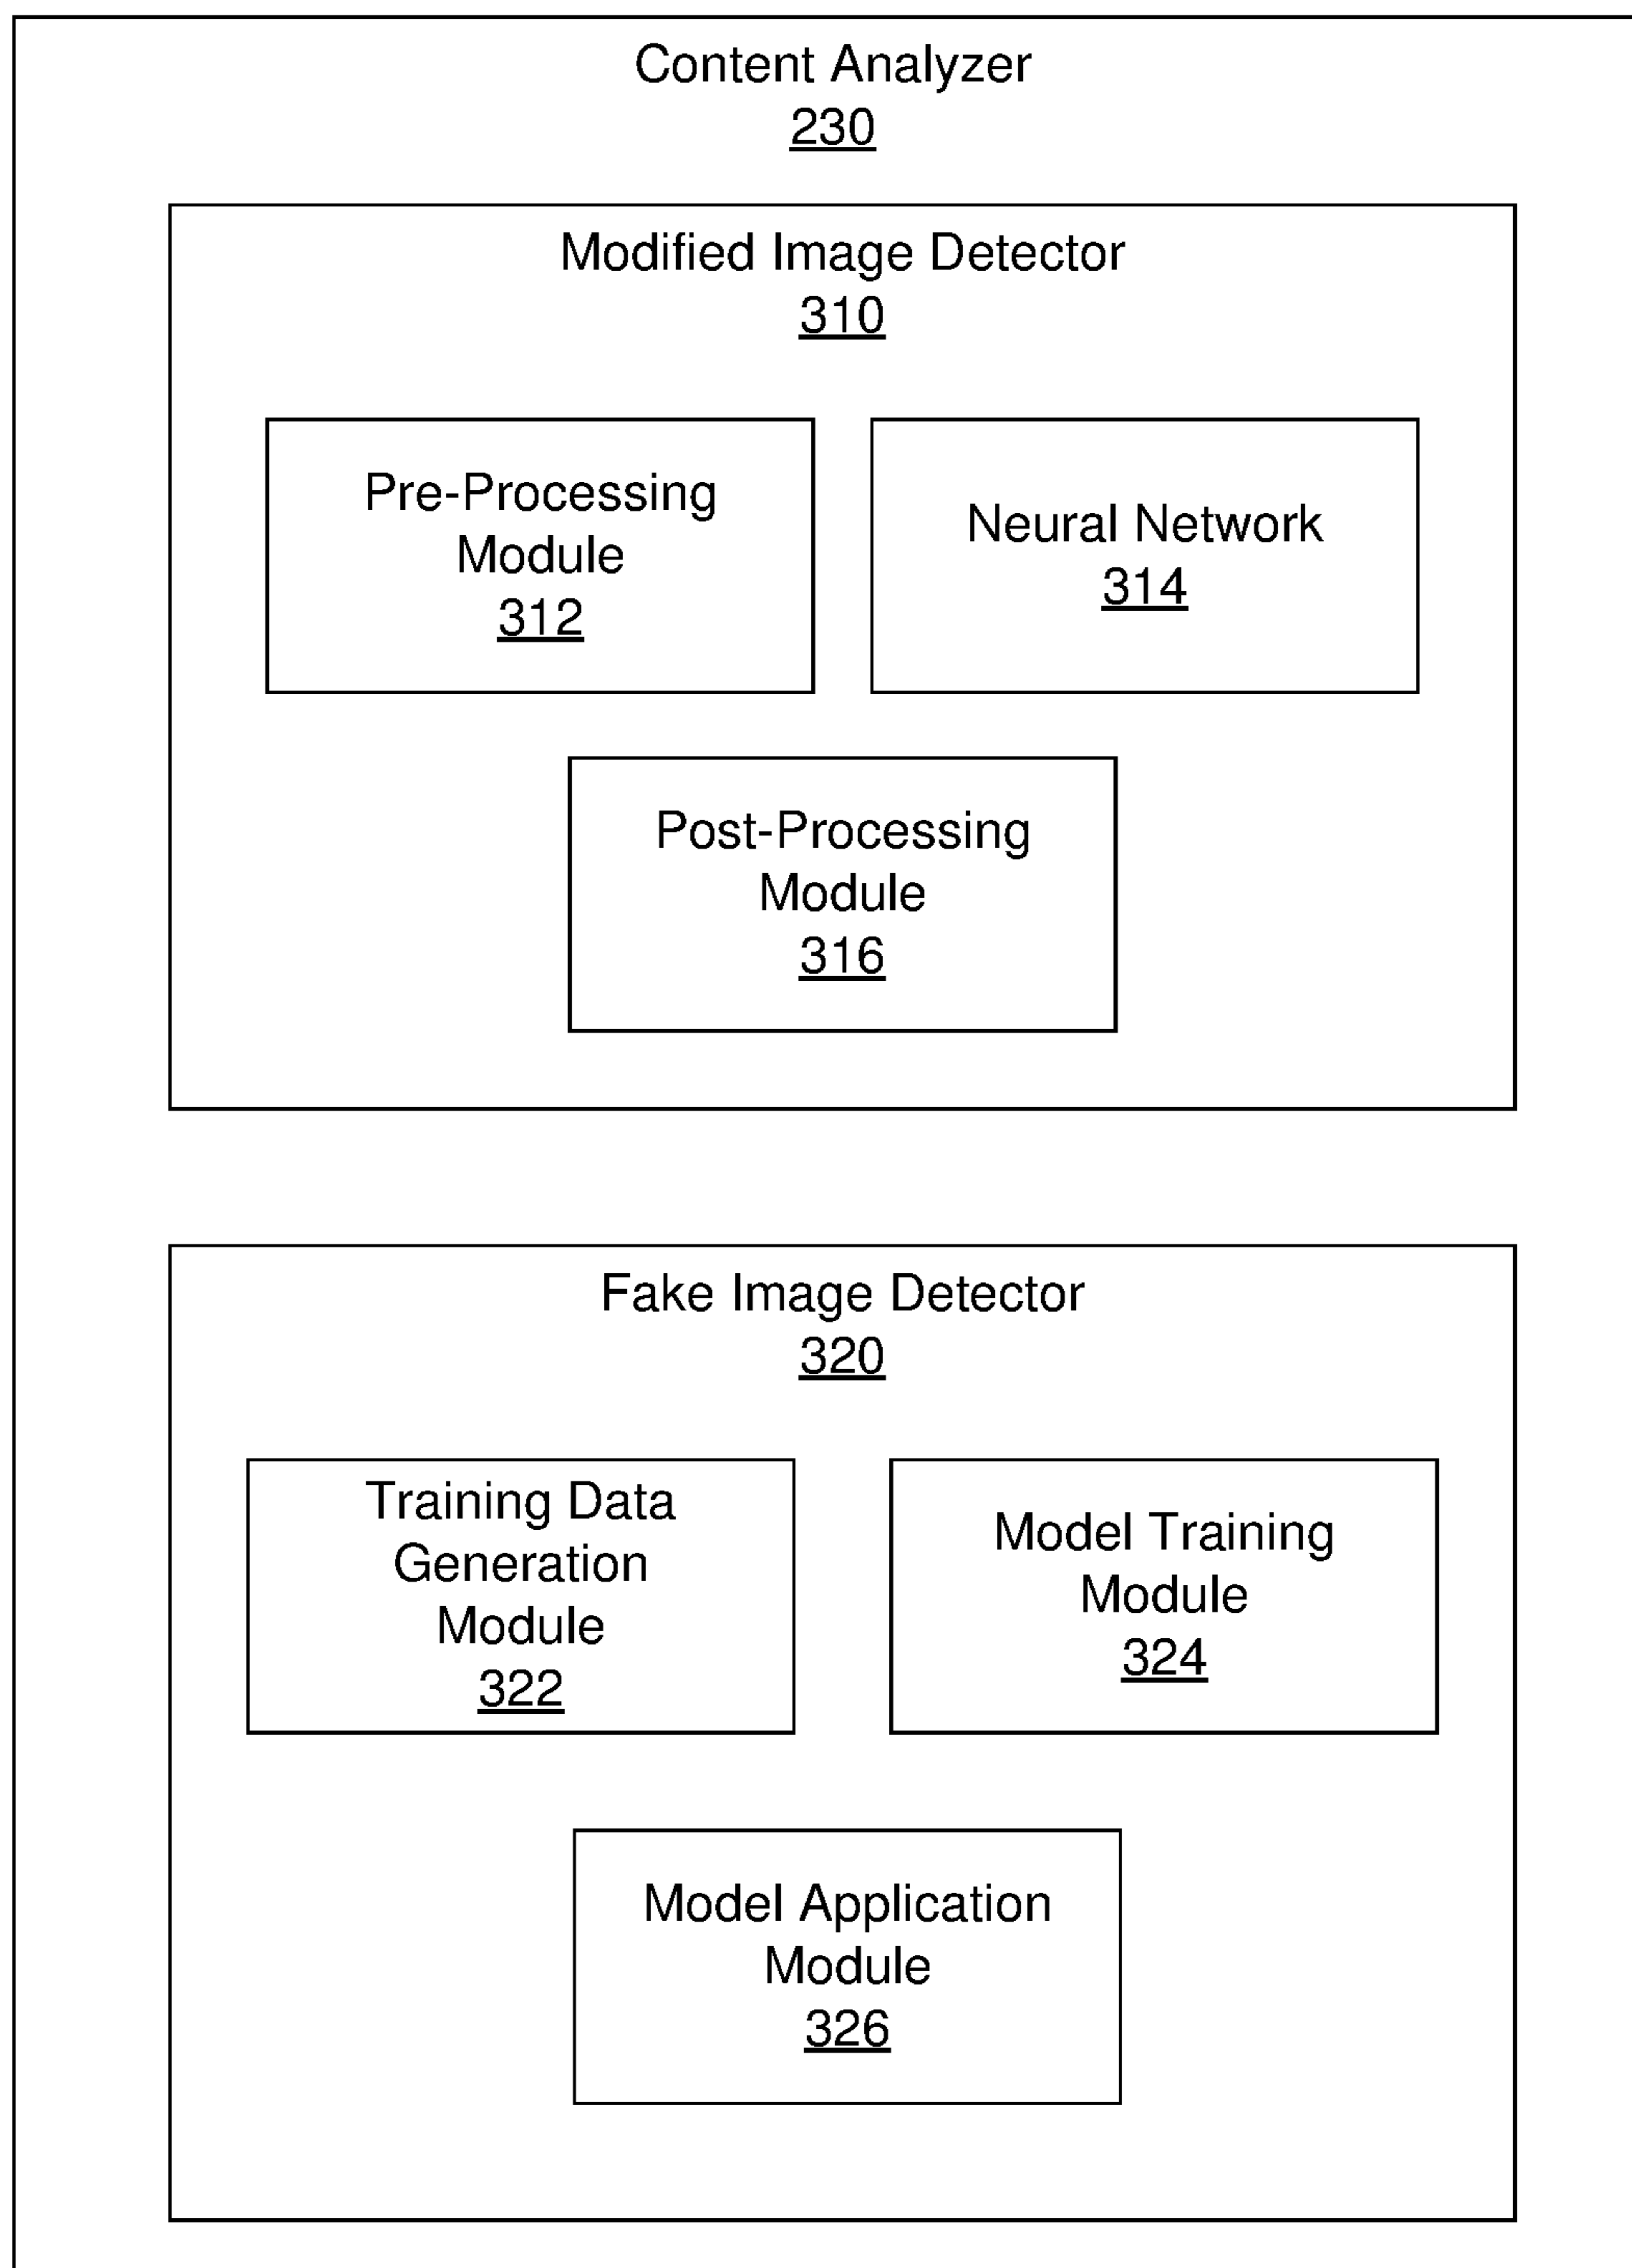 Content Analyzer
230
Modified Image Detector
310
Pre-Processing
Module
312
Neural Network
314
Post-Processing
Module
316
Fake Image Detector
320
Training Data
Generation
Module
322
Model Training
Module
324
Model Application
Module
326